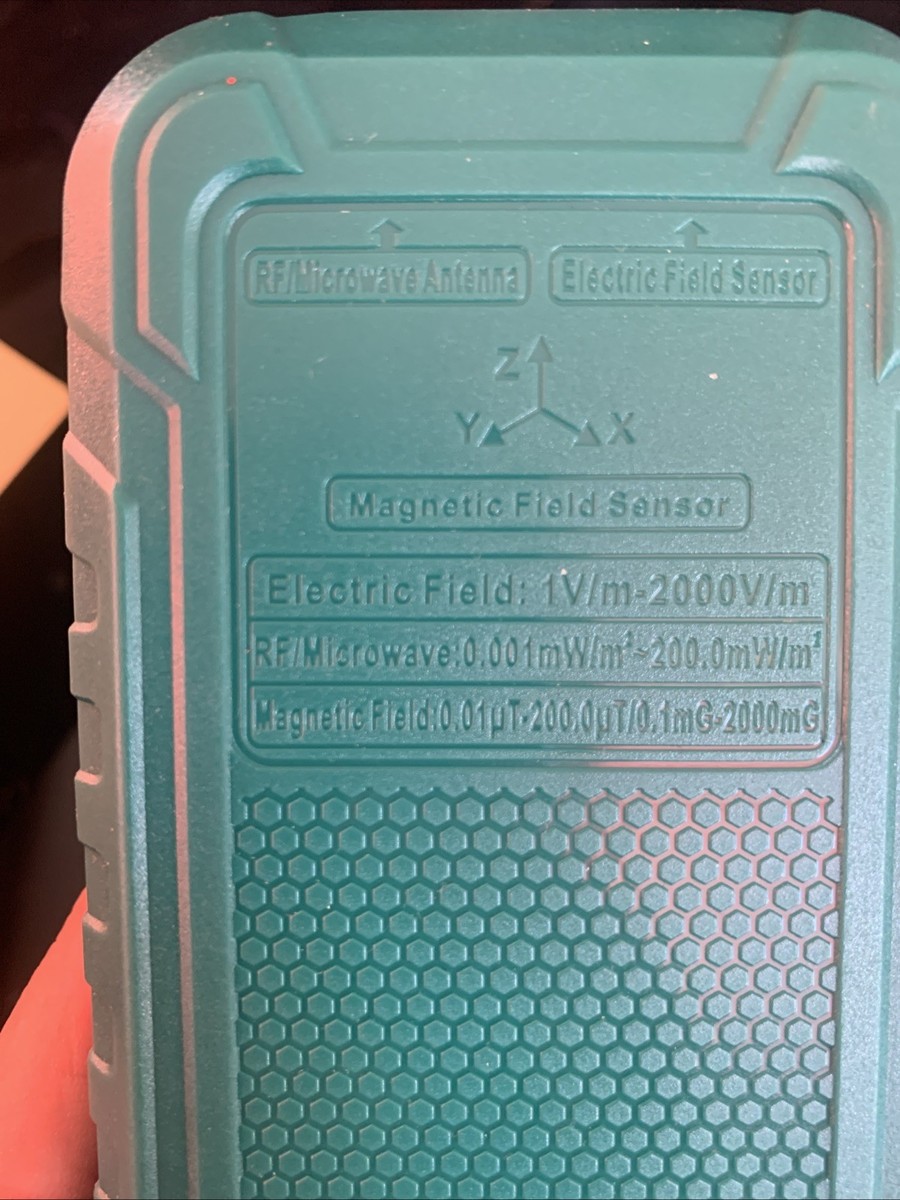 RF/Microwave Antenna
Electric Field Sensor
Z
Y
X
Magnetic Field Sensor
Electric Field: 1V/m-2000V/m
RF/Microwave:0.001mW/m²~200.0mW/m²
Magnetic Field:0.01μT-200.0μT/0.1mG-2000mG